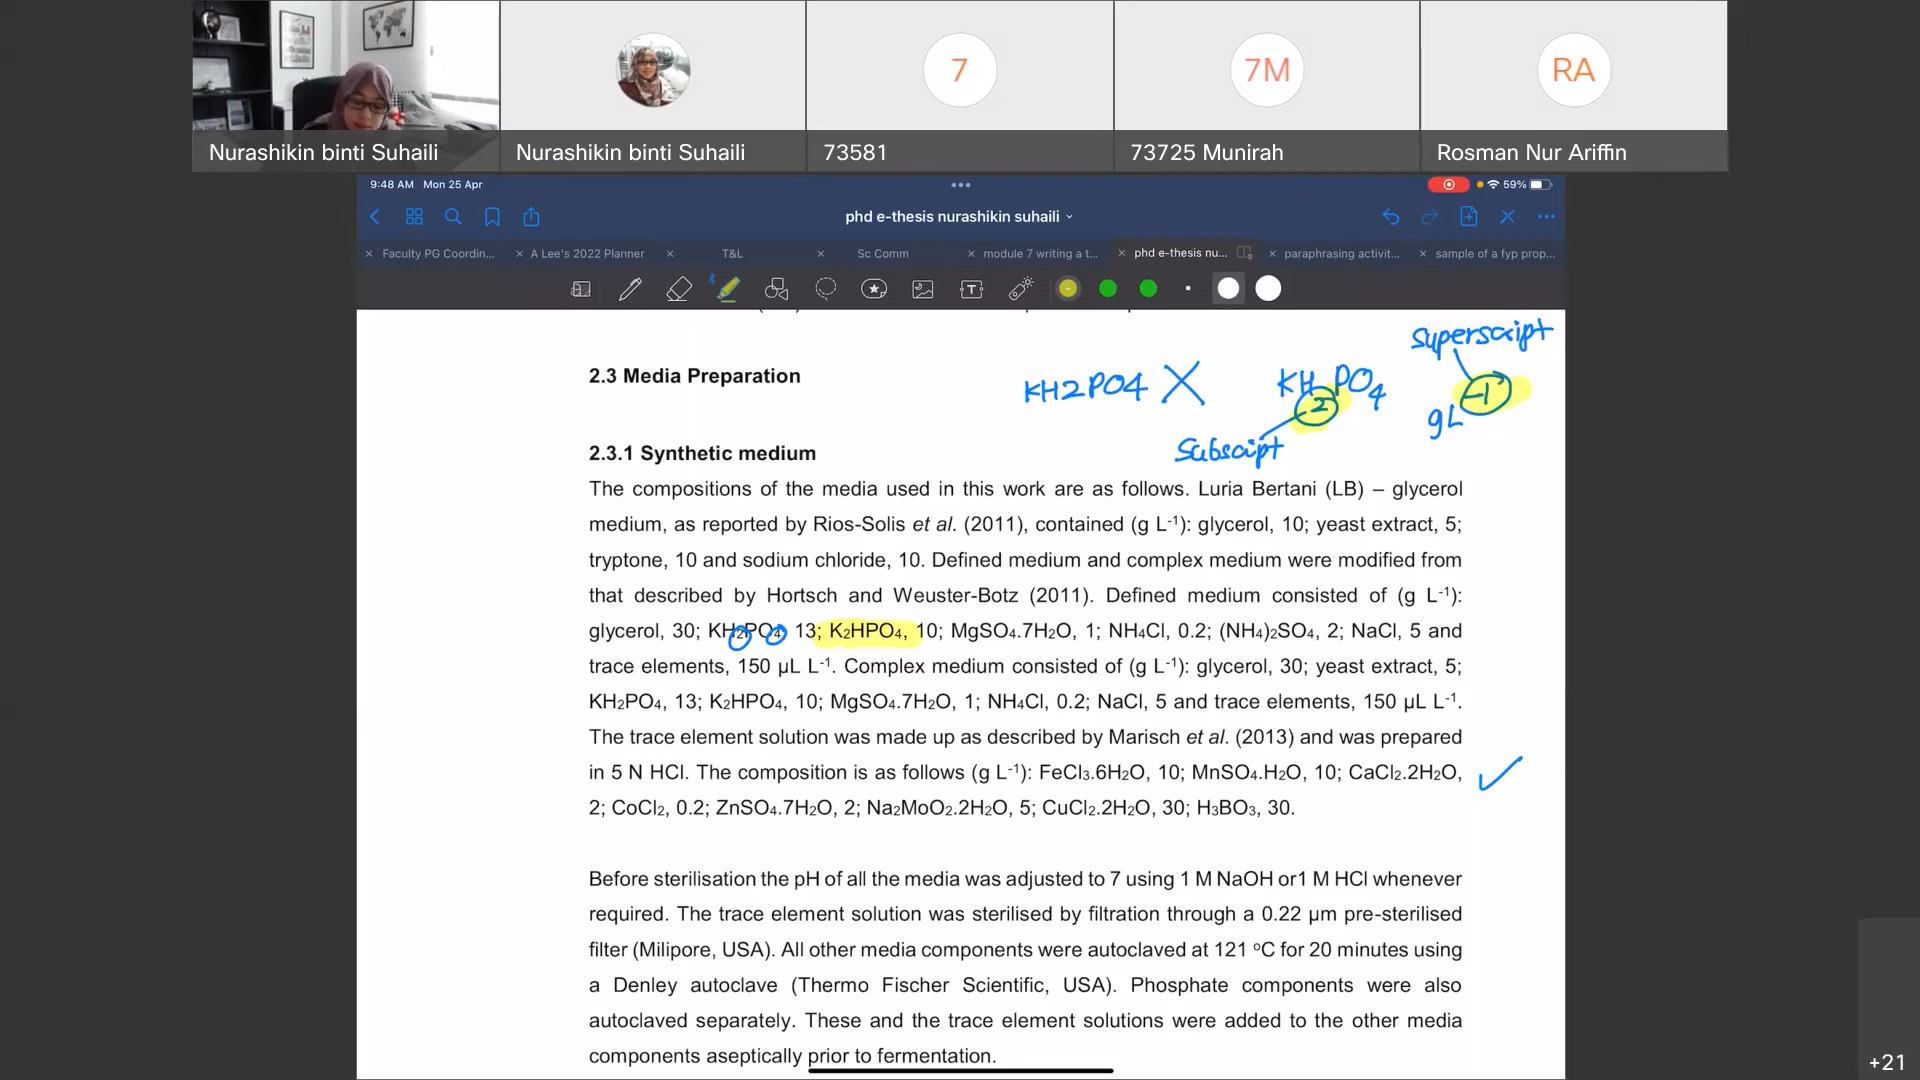 7
7M
RA
Nurashikin binti Suhaili
Nurashikin binti Suhaili
73581
73725 Munirah
Rosman Nur Ariffin
9:48 AM Mon 25 Apr
59%
phd e-thesis nurashikin suhaili
Faculty PG Coordin...
A Lee's 2022 Planner
T&L
Sc Comm
module 7 writing a t...
phd e-thesis nu...
paraphrasing activit...
sample of a fyp prop...
superscript
2.3 Media Preparation
KH2PO4 X
KH₂PO₄
gL⁻¹
Subscipt
2.3.1 Synthetic medium
The compositions of the media used in this work are as follows. Luria Bertani (LB) – glycerol
medium, as reported by Rios-Solis et al. (2011), contained (g L⁻¹): glycerol, 10; yeast extract, 5;
tryptone, 10 and sodium chloride, 10. Defined medium and complex medium were modified from
that described by Hortsch and Weuster-Botz (2011). Defined medium consisted of (g L⁻¹):
glycerol, 30; KH₂PO₄, 13; K₂HPO₄, 10; MgSO₄.7H₂O, 1; NH₄Cl, 0.2; (NH₄)₂SO₄, 2; NaCl, 5 and
trace elements, 150 µL L⁻¹. Complex medium consisted of (g L⁻¹): glycerol, 30; yeast extract, 5;
KH₂PO₄, 13; K₂HPO₄, 10; MgSO₄.7H₂O, 1; NH₄Cl, 0.2; NaCl, 5 and trace elements, 150 µL L⁻¹.
The trace element solution was made up as described by Marisch et al. (2013) and was prepared
in 5 N HCl. The composition is as follows (g L⁻¹): FeCl₃.6H₂O, 10; MnSO₄.H₂O, 10; CaCl₂.2H₂O,
2; CoCl₂, 0.2; ZnSO₄.7H₂O, 2; Na₂MoO₂.2H₂O, 5; CuCl₂.2H₂O, 30; H₃BO₃, 30.
Before sterilisation the pH of all the media was adjusted to 7 using 1 M NaOH or1 M HCl whenever
required. The trace element solution was sterilised by filtration through a 0.22 µm pre-sterilised
filter (Milipore, USA). All other media components were autoclaved at 121 ºC for 20 minutes using
a Denley autoclave (Thermo Fischer Scientific, USA). Phosphate components were also
autoclaved separately. These and the trace element solutions were added to the other media
components aseptically prior to fermentation.
+21